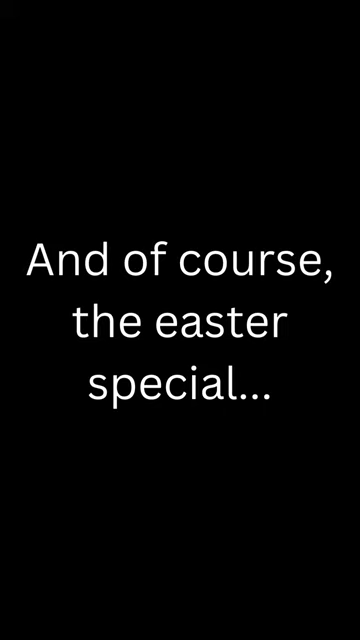 And of course,
the easter
special...